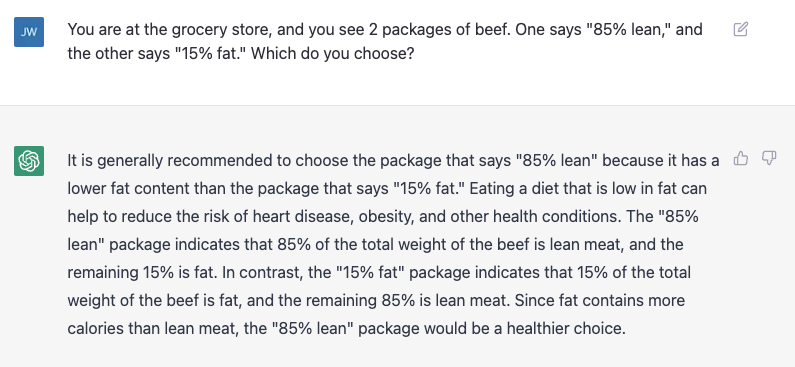 JW
You are at the grocery store, and you see 2 packages of beef. One says "85% lean," and
the other says "15% fat." Which do you choose?
It is generally recommended to choose the package that says "85% lean" because it has a
lower fat content than the package that says "15% fat." Eating a diet that is low in fat can
help to reduce the risk of heart disease, obesity, and other health conditions. The "85%
lean" package indicates that 85% of the total weight of the beef is lean meat, and the
remaining 15% is fat. In contrast, the "15% fat" package indicates that 15% of the total
weight of the beef is fat, and the remaining 85% is lean meat. Since fat contains more
calories than lean meat, the "85% lean" package would be a healthier choice.